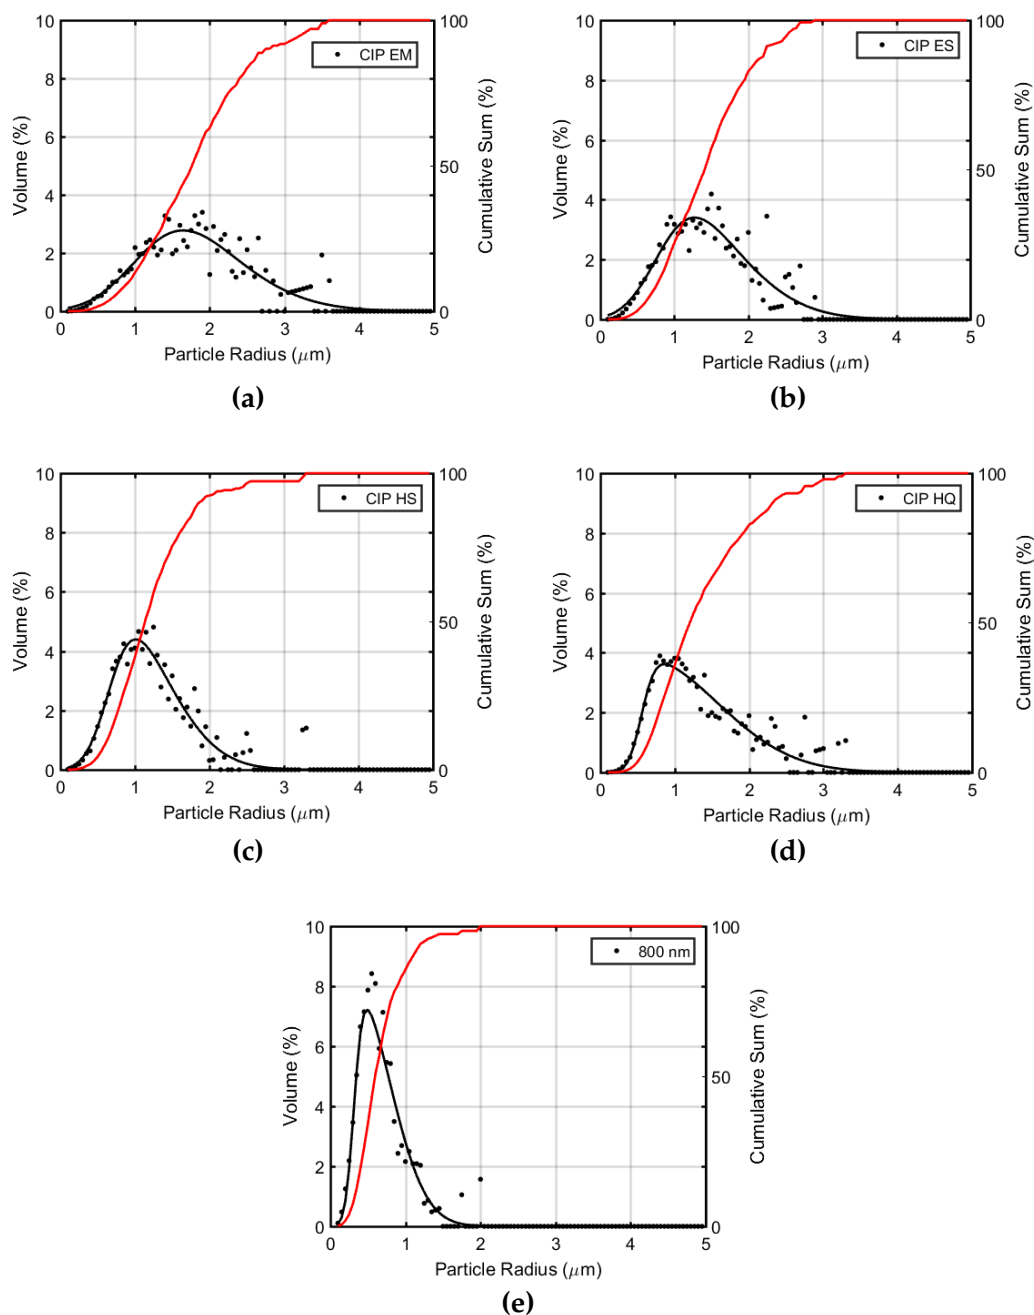 10
8
6
4
2
0
Volume (%)
100
50
0
Cumulative Sum (%)
CIP EM
0 1 2 3 4 5
Particle Radius (μm)
(a)
10
8
6
4
2
0
Volume (%)
100
50
0
Cumulative Sum (%)
CIP ES
0 1 2 3 4 5
Particle Radius (μm)
(b)
10
8
6
4
2
0
Volume (%)
100
50
0
Cumulative Sum (%)
CIP HS
0 1 2 3 4 5
Particle Radius (μm)
(c)
10
8
6
4
2
0
Volume (%)
100
50
0
Cumulative Sum (%)
CIP HQ
0 1 2 3 4 5
Particle Radius (μm)
(d)
10
8
6
4
2
0
Volume (%)
100
50
0
Cumulative Sum (%)
800 nm
0 1 2 3 4 5
Particle Radius (μm)
(e)